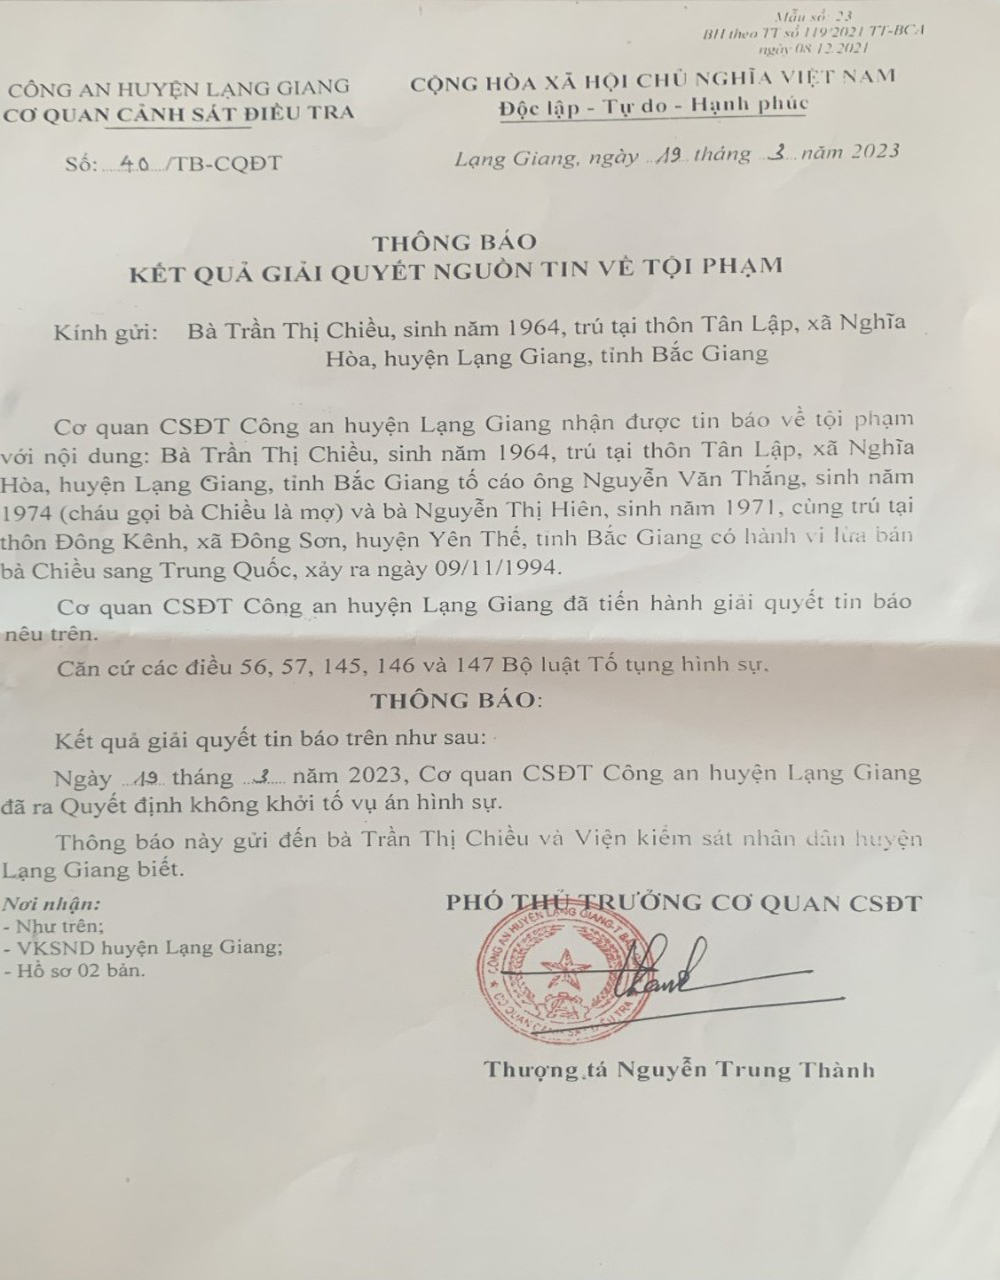 Mẫu số: 23
BH theo TT số 119/2021 TT-BCA
ngày 08.12.2021
CÔNG AN HUYỆN LẠNG GIANG
CƠ QUAN CẢNH SÁT ĐIỀU TRA
CỘNG HÒA XÃ HỘI CHỦ NGHĨA VIỆT NAM
Độc lập - Tự do - Hạnh phúc
Số: 40 /TB-CQĐT
Lạng Giang, ngày 19 tháng 3 năm 2023
THÔNG BÁO
KẾT QUẢ GIẢI QUYẾT NGUỒN TIN VỀ TỘI PHẠM
Kính gửi: Bà Trần Thị Chiều, sinh năm 1964, trú tại thôn Tân Lập, xã Nghĩa
Hòa, huyện Lạng Giang, tỉnh Bắc Giang
Cơ quan CSĐT Công an huyện Lạng Giang nhận được tin báo về tội phạm
với nội dung: Bà Trần Thị Chiều, sinh năm 1964, trú tại thôn Tân Lập, xã Nghĩa
Hòa, huyện Lạng Giang, tỉnh Bắc Giang tố cáo ông Nguyễn Văn Thắng, sinh năm
1974 (cháu gọi bà Chiều là mợ) và bà Nguyễn Thị Hiên, sinh năm 1971, cùng trú tại
thôn Đông Kênh, xã Đông Sơn, huyện Yên Thế, tỉnh Bắc Giang có hành vi lừa bán
bà Chiều sang Trung Quốc, xảy ra ngày 09/11/1994.
Cơ quan CSĐT Công an huyện Lạng Giang đã tiến hành giải quyết tin báo
nêu trên.
Căn cứ các điều 56, 57, 145, 146 và 147 Bộ luật Tố tụng hình sự.
THÔNG BÁO:
Kết quả giải quyết tin báo trên như sau:
Ngày 19 tháng 3 năm 2023, Cơ quan CSĐT Công an huyện Lạng Giang
đã ra Quyết định không khởi tố vụ án hình sự.
Thông báo này gửi đến bà Trần Thị Chiều và Viện kiểm sát nhân dân huyện
Lạng Giang biết.
Nơi nhận:
- Như trên;
- VKSND huyện Lạng Giang;
- Hồ sơ 02 bản.
PHÓ THỦ TRƯỞNG CƠ QUAN CSĐT
CÔNG AN HUYỆN LẠNG GIANG-T BẮC
CƠ QUAN CẢNH SÁT ĐIỀU TRA
Thanh
Thượng tá Nguyễn Trung Thành